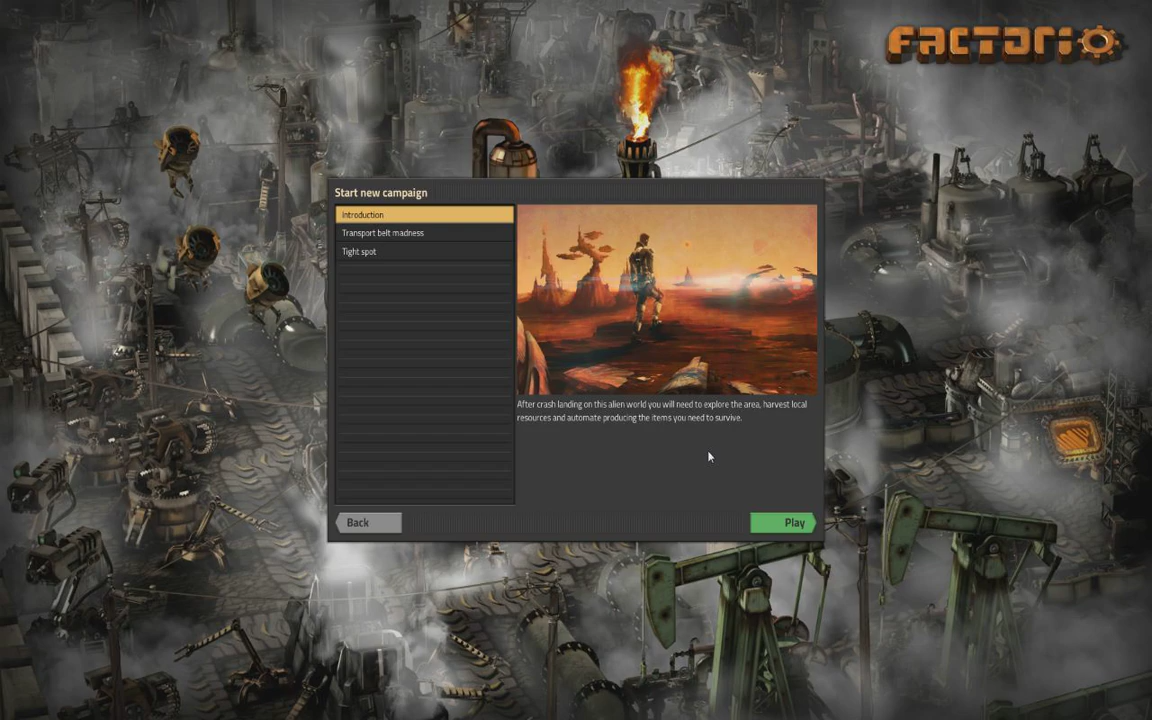 FACTORIO
Start new campaign
Introduction
Transport belt madness
Tight spot
After crash landing on this alien world you will need to explore the area, harvest local
resources and automate producing the items you need to survive.
Back
Play